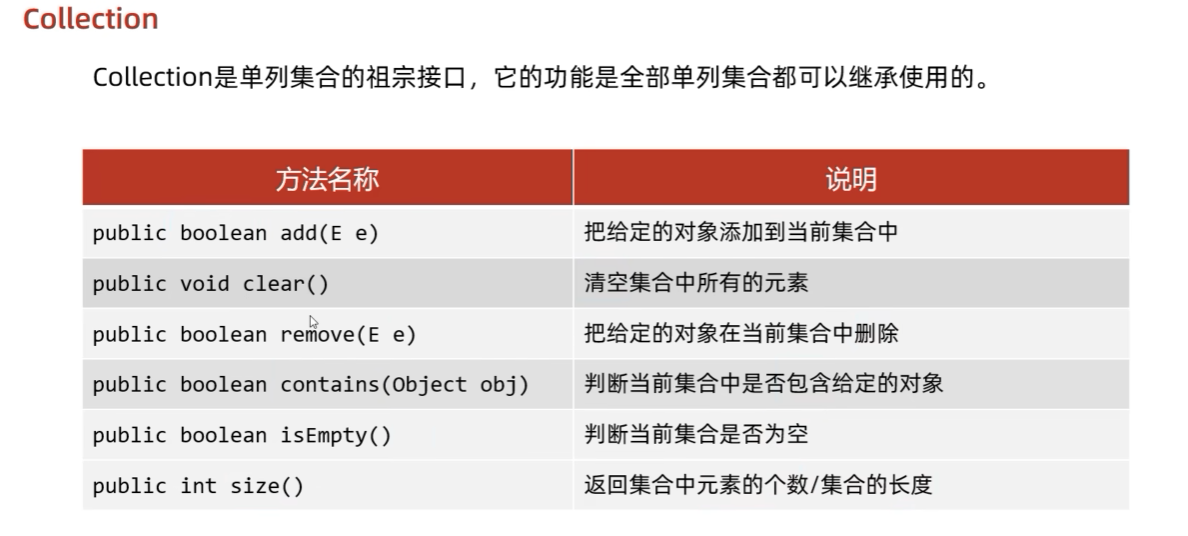 Collection
Collection是单列集合的祖宗接口，它的功能是全部单列集合都可以继承使用的。
方法名称 说明
public boolean add(E e) 把给定的对象添加到当前集合中
public void clear() 清空集合中所有的元素
public boolean remove(E e) 把给定的对象在当前集合中删除
public boolean contains(Object obj) 判断当前集合中是否包含给定的对象
public boolean isEmpty() 判断当前集合是否为空
public int size() 返回集合中元素的个数/集合的长度